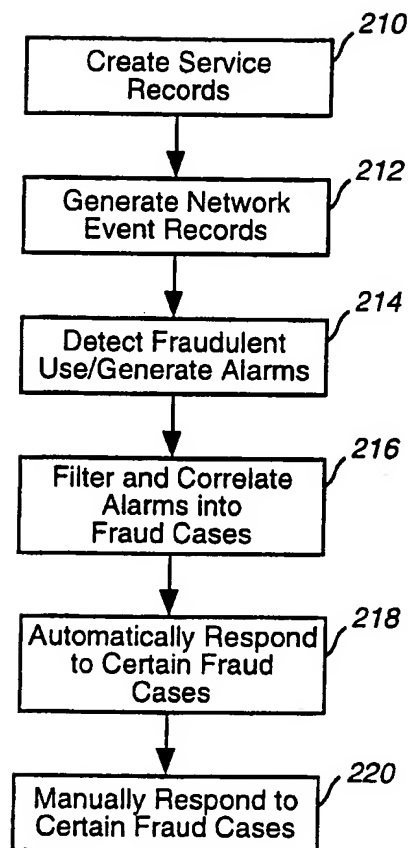 210
Create Service
Records
212
Generate Network
Event Records
214
Detect Fraudulent
Use/Generate Alarms
216
Filter and Correlate
Alarms into
Fraud Cases
218
Automatically Respond
to Certain Fraud
Cases
220
Manually Respond to
Certain Fraud Cases